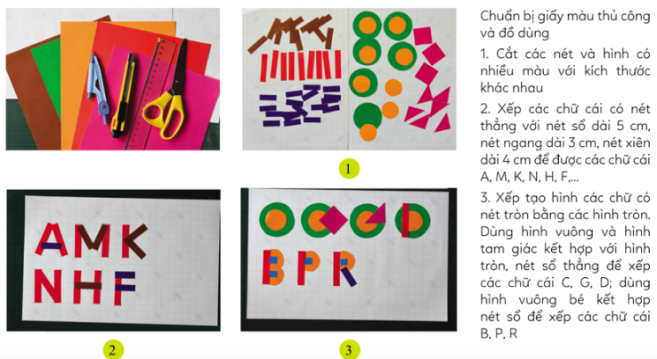 Chuẩn bị giấy màu thủ công
và đồ dùng
1. Cắt các nét và hình có
nhiều màu với kích thước
khác nhau
2. Xếp các chữ cái có nét
thẳng với nét sổ dài 5 cm,
nét ngang dài 3 cm, nét xiên
dài 4 cm để được các chữ cái
A, M, K, N, H, F,...
3. Xếp tạo hình các chữ có
nét tròn bằng các hình tròn.
Dùng hình vuông và hình
tam giác kết hợp với hình
tròn, nét sổ thẳng để xếp
các chữ cái C, G, D; dùng
hình vuông bé kết hợp
nét sổ để xếp các chữ cái
B, P, R
1
AMK
NHF
2
O C G D
B P R
3